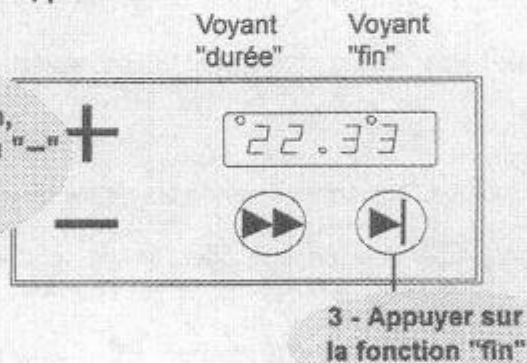 Voyant Voyant
"durée" "fin"
"–" +
22.33
–
3 - Appuyer sur
la fonction "fin"